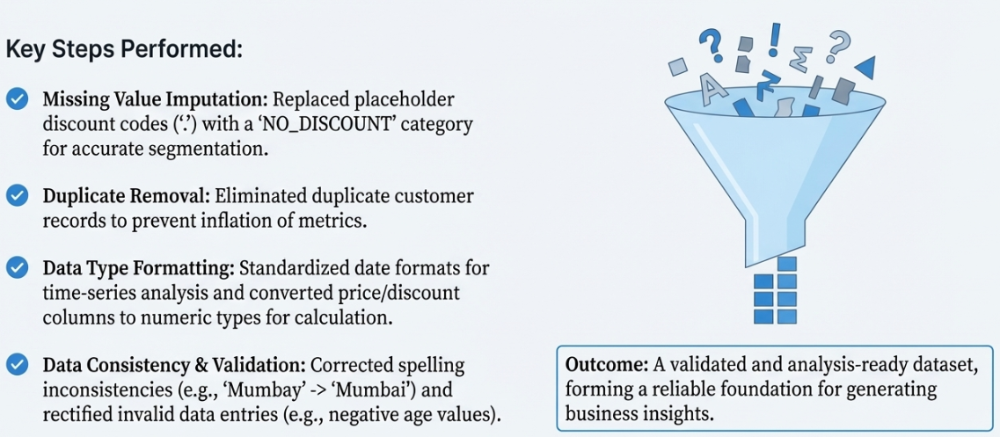 Key Steps Performed:
Missing Value Imputation: Replaced placeholder
discount codes (‘.’) with a ‘NO_DISCOUNT’ category
for accurate segmentation.
Duplicate Removal: Eliminated duplicate customer
records to prevent inflation of metrics.
Data Type Formatting: Standardized date formats for
time-series analysis and converted price/discount
columns to numeric types for calculation.
Data Consistency & Validation: Corrected spelling
inconsistencies (e.g., ‘Mumbay’ -> ‘Mumbai’) and
rectified invalid data entries (e.g., negative age values).
Outcome: A validated and analysis-ready dataset,
forming a reliable foundation for generating
business insights.